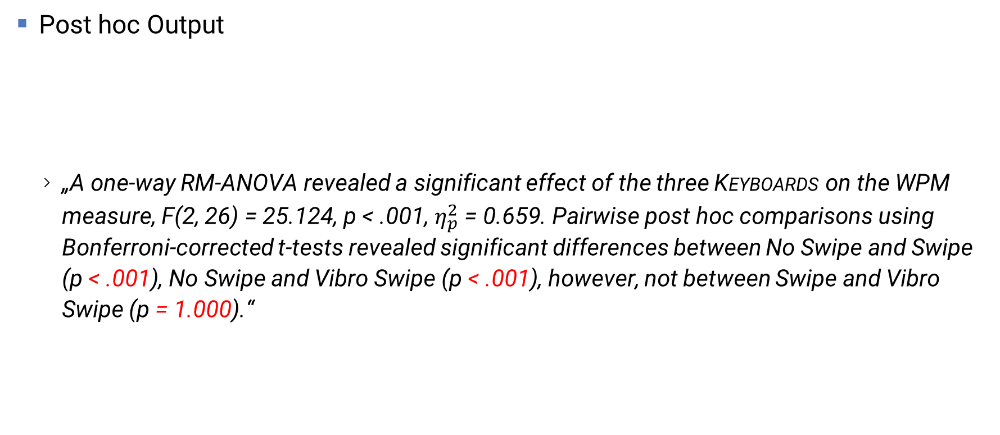 ▪ Post hoc Output
› „A one-way RM-ANOVA revealed a significant effect of the three KEYBOARDS on the WPM
measure, F(2, 26) = 25.124, p < .001, η²ₚ = 0.659. Pairwise post hoc comparisons using
Bonferroni-corrected t-tests revealed significant differences between No Swipe and Swipe
(p < .001), No Swipe and Vibro Swipe (p < .001), however, not between Swipe and Vibro
Swipe (p = 1.000).“